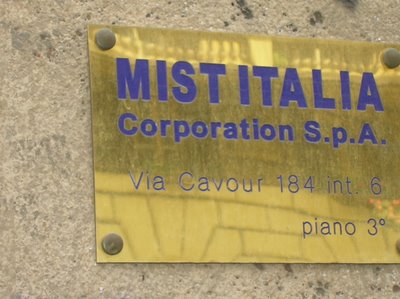 MIST ITALIA
Corporation S.p.A.
Via Cavour 184 int. 6
piano 3°